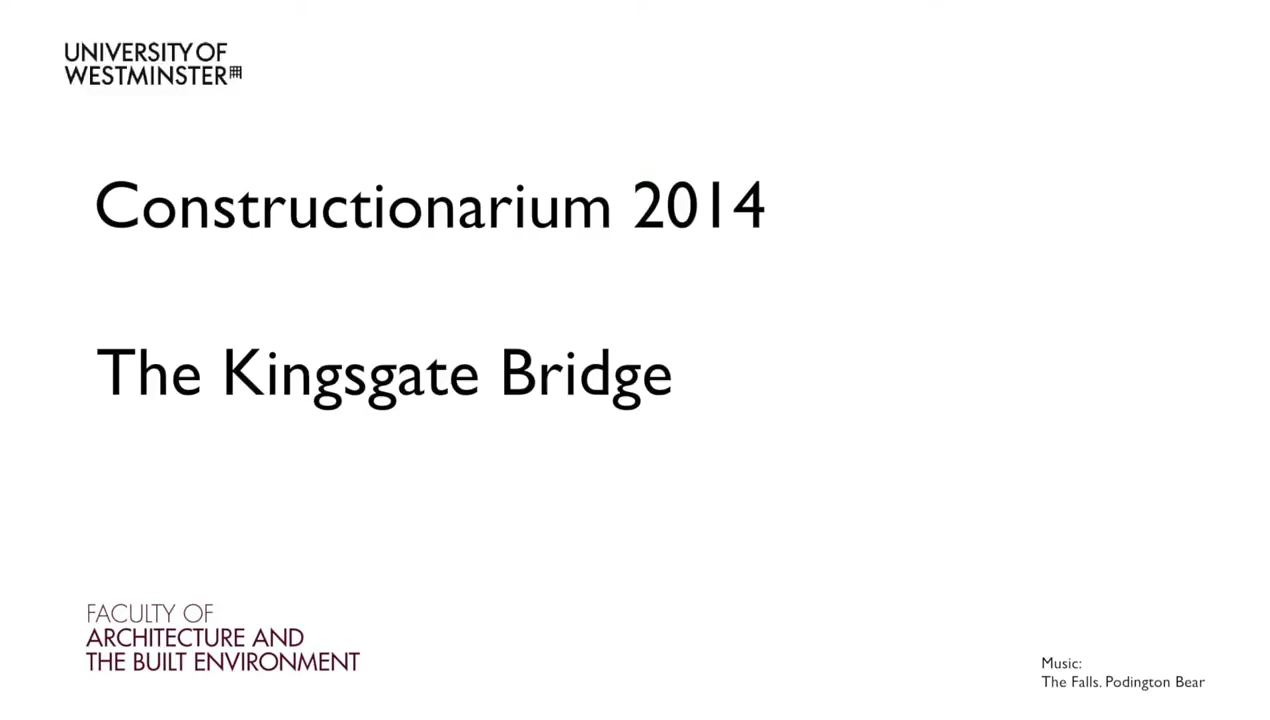 UNIVERSITY OF
WESTMINSTER
Constructionarium 2014
The Kingsgate Bridge
FACULTY OF
ARCHITECTURE AND
THE BUILT ENVIRONMENT
Music:
The Falls. Podington Bear